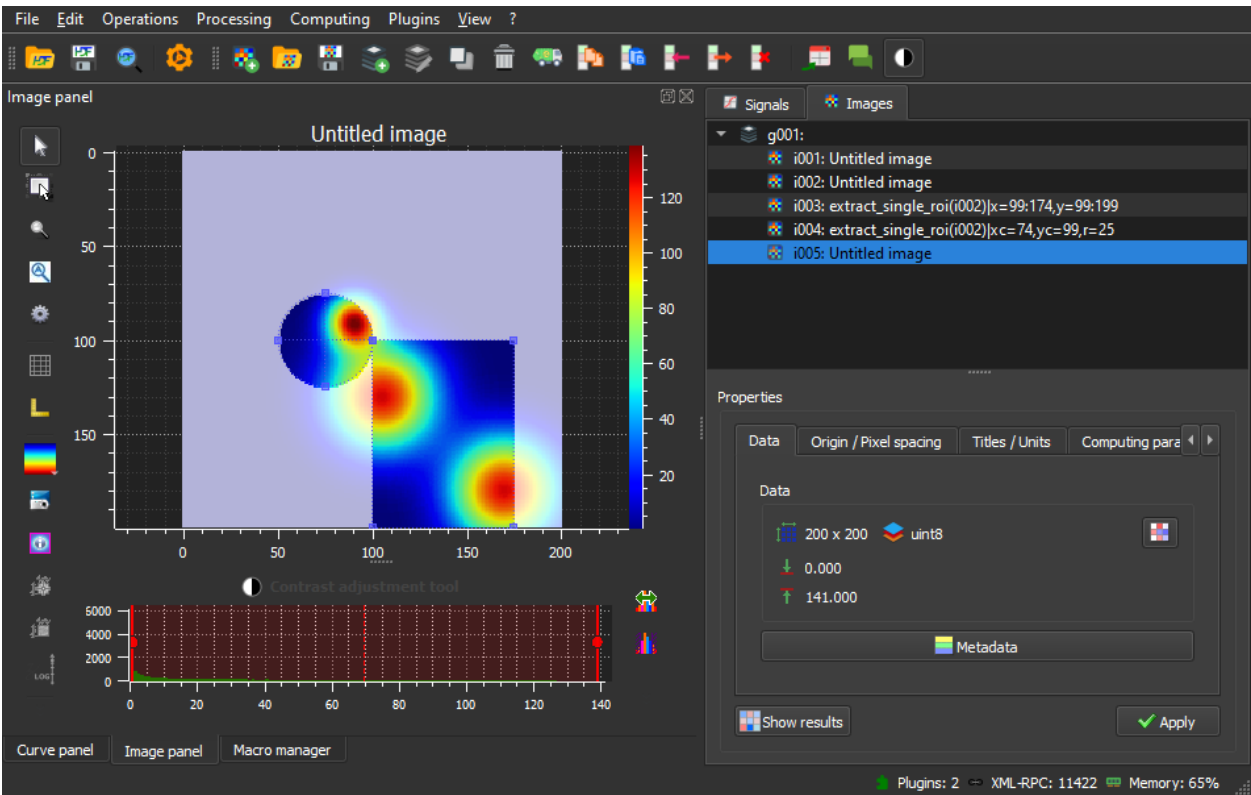 File Edit Operations Processing Computing Plugins View ?
Image panel
Untitled image
0
50
100
150
0 50 100 150 200
120
100
80
60
40
20
Contrast adjustment tool
6000
4000
2000
0
0 20 40 60 80 100 120 140
LOG
Curve panel Image panel Macro manager
Signals Images
g001:
i001: Untitled image
i002: Untitled image
i003: extract_single_roi(i002)|x=99:174,y=99:199
i004: extract_single_roi(i002)|xc=74,yc=99,r=25
i005: Untitled image
Properties
Data Origin / Pixel spacing Titles / Units Computing para
Data
200 x 200 uint8
0.000
141.000
Metadata
Show results Apply
Plugins: 2 XML-RPC: 11422 Memory: 65%